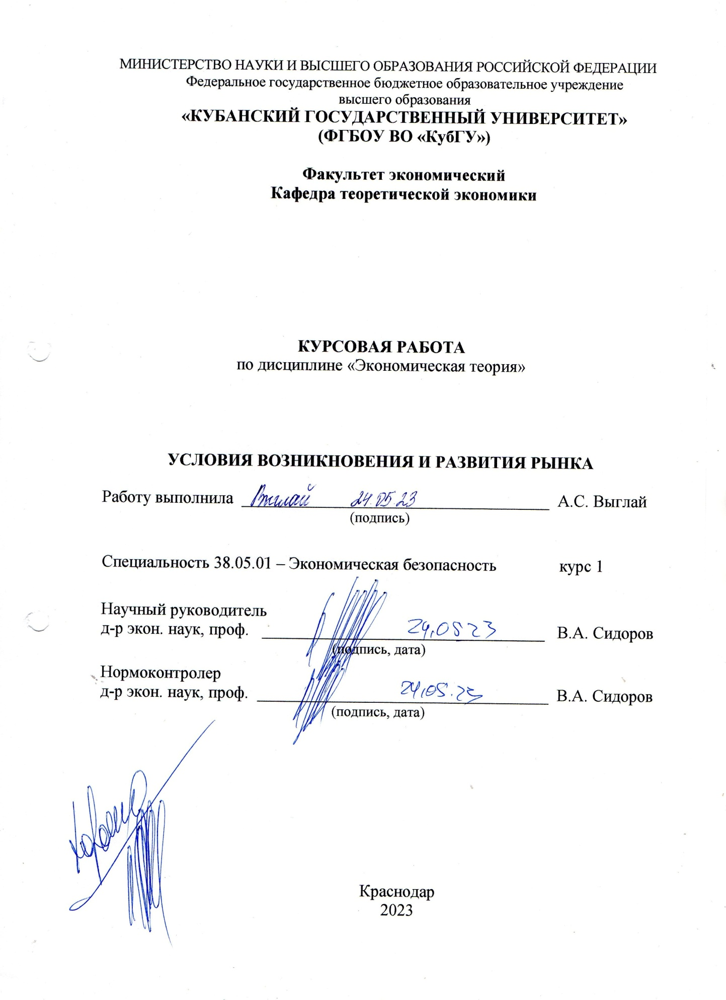 МИНИСТЕРСТВО НАУКИ И ВЫСШЕГО ОБРАЗОВАНИЯ РОССИЙСКОЙ ФЕДЕРАЦИИ
Федеральное государственное бюджетное образовательное учреждение
высшего образования
«КУБАНСКИЙ ГОСУДАРСТВЕННЫЙ УНИВЕРСИТЕТ»
(ФГБОУ ВО «КубГУ»)
Факультет экономический
Кафедра теоретической экономики
КУРСОВАЯ РАБОТА
по дисциплине «Экономическая теория»
УСЛОВИЯ ВОЗНИКНОВЕНИЯ И РАЗВИТИЯ РЫНКА
Работу выполнила Выглай 24.05.23 А.С. Выглай
(подпись)
Специальность 38.05.01 – Экономическая безопасность курс 1
Научный руководитель
д-р экон. наук, проф. 24.05 23 В.А. Сидоров
(подпись, дата)
Нормоконтролер
д-р экон. наук, проф. 24.05.23 В.А. Сидоров
(подпись, дата)
Краснодар
2023